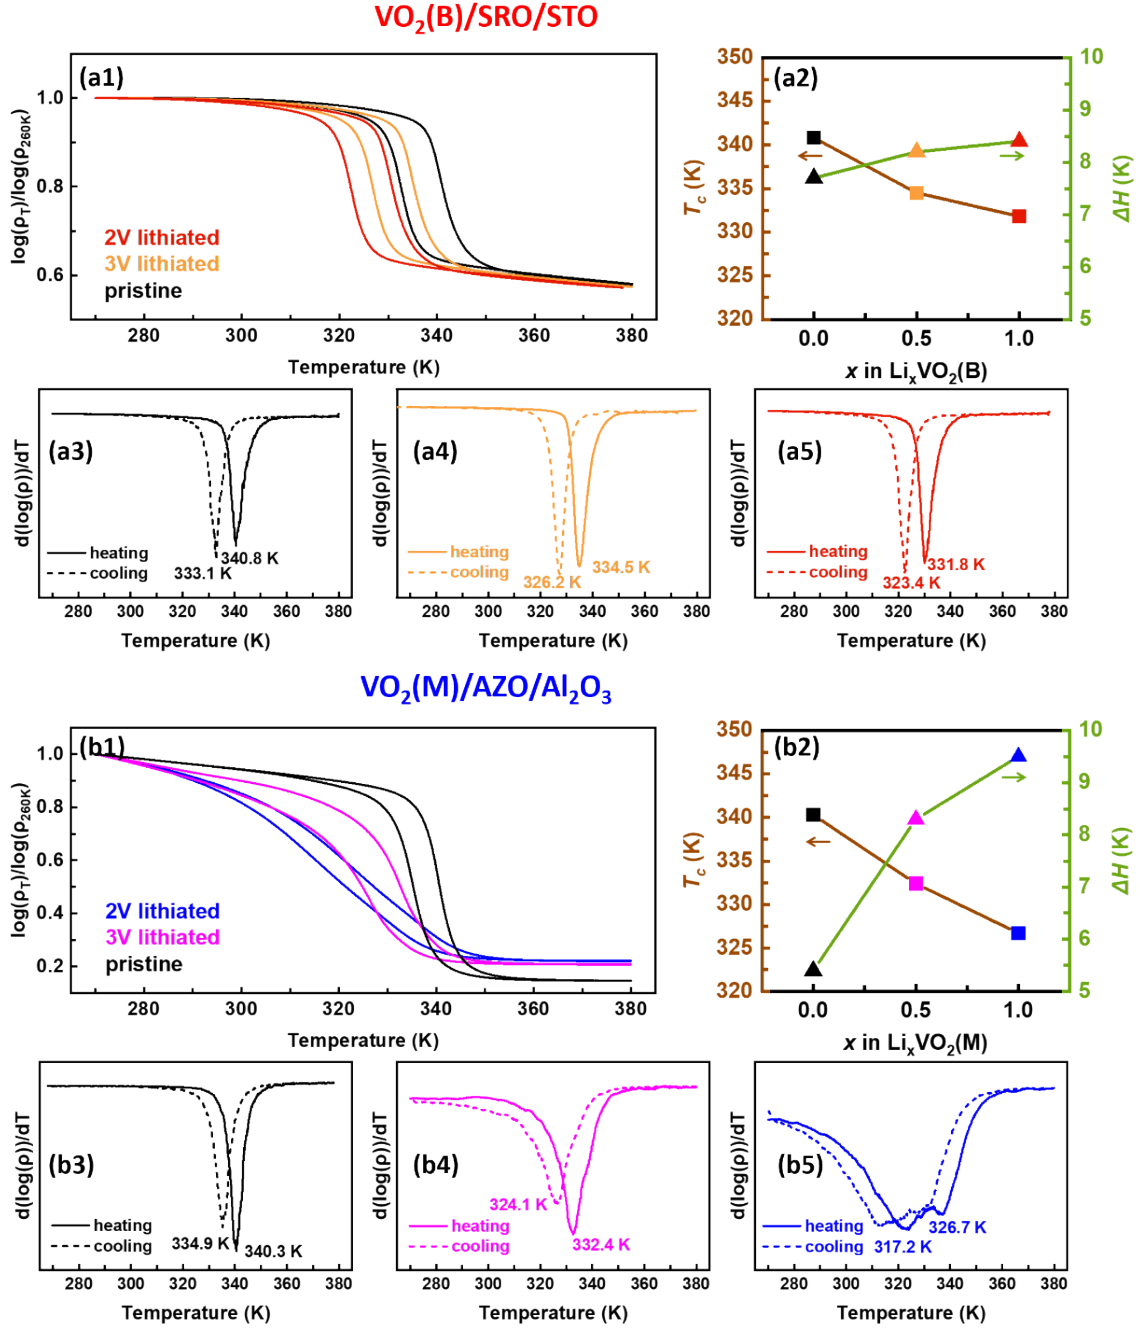 VO₂(B)/SRO/STO
(a1)
log(ρ_T)/log(ρ_260K)
1.0
0.8
0.6
2V lithiated
3V lithiated
pristine
280 300 320 340 360 380
Temperature (K)
(a2)
T_c (K)
350
345
340
335
330
325
320
10
9
8
7
6
5
ΔH (K)
0.0 0.5 1.0
x in Li_xVO₂(B)
(a3)
d(log(ρ))/dT
heating
cooling
340.8 K
333.1 K
280 300 320 340 360 380
Temperature (K)
(a4)
d(log(ρ))/dT
heating
cooling
334.5 K
326.2 K
280 300 320 340 360 380
Temperature (K)
(a5)
d(log(ρ))/dT
heating
cooling
331.8 K
323.4 K
280 300 320 340 360 380
Temperature (K)
VO₂(M)/AZO/Al₂O₃
(b1)
log(ρ_T)/log(ρ_260K)
1.0
0.8
0.6
0.4
0.2
2V lithiated
3V lithiated
pristine
280 300 320 340 360 380
Temperature (K)
(b2)
T_c (K)
350
345
340
335
330
325
320
10
9
8
7
6
5
ΔH (K)
0.0 0.5 1.0
x in Li_xVO₂(M)
(b3)
d(log(ρ))/dT
heating
cooling
334.9 K
340.3 K
280 300 320 340 360 380
Temperature (K)
(b4)
d(log(ρ))/dT
324.1 K
heating
cooling
332.4 K
280 300 320 340 360 380
Temperature (K)
(b5)
d(log(ρ))/dT
heating
cooling
326.7 K
317.2 K
280 300 320 340 360 380
Temperature (K)